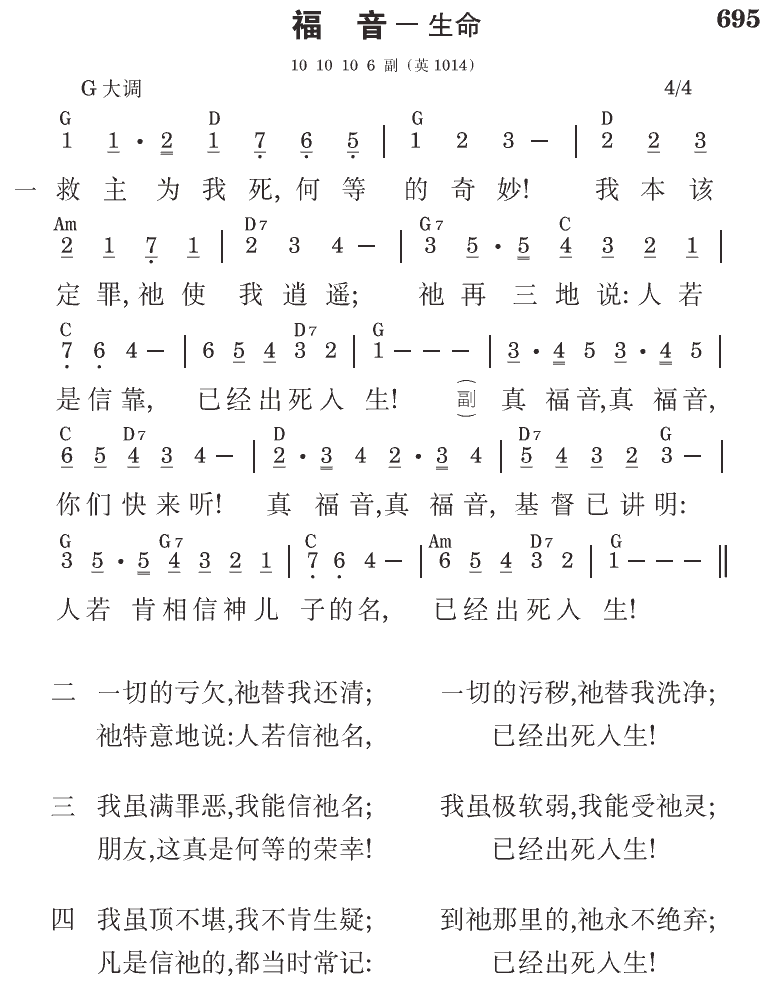 福 音 — 生命 695
10 10 10 6 副（英1014）
G大调 4/4
G D G D
1 1 · 2 1 7 6 5 | 1 2 3 — | 2 2 3
一 救 主 为 我 死, 何 等 的 奇 妙! 我 本 该
Am D7 G7 C
2 1 7 1 | 2 3 4 — | 3 5 · 5 4 3 2 1 |
定 罪, 祂 使 我 逍 遥; 祂 再 三 地 说: 人 若
C D7 G
7 6 4 — | 6 5 4 3 2 | 1 — — — | 3 · 4 5 3 · 4 5 |
是 信 靠, 已 经 出 死 入 生! （副） 真 福 音, 真 福 音,
C D7 D D7 G
6 5 4 3 4 — | 2 · 3 4 2 · 3 4 | 5 4 3 2 3 — |
你 们 快 来 听! 真 福 音, 真 福 音, 基 督 已 讲 明:
G G7 C Am D7 G
3 5 · 5 4 3 2 1 | 7 6 4 — | 6 5 4 3 2 | 1 — — — ‖
人 若 肯 相 信 神 儿 子 的 名, 已 经 出 死 入 生!
二 一切的亏欠,祂替我还清; 一切的污秽,祂替我洗净;
祂特意地说:人若信祂名, 已经出死入生!
三 我虽满罪恶,我能信祂名; 我虽极软弱,我能受祂灵;
朋友,这真是何等的荣幸! 已经出死入生!
四 我虽顶不堪,我不肯生疑; 到祂那里的,祂永不绝弃;
凡是信祂的,都当时常记: 已经出死入生!